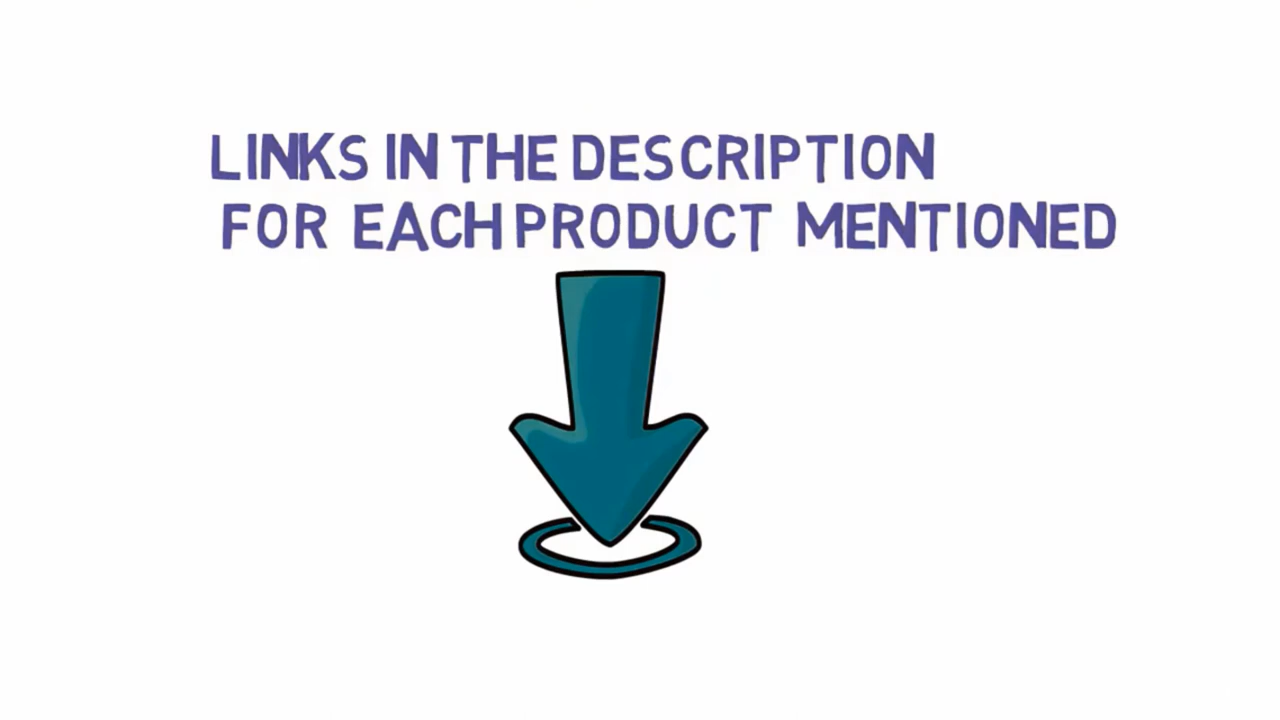 LINKS IN THE DESCRIPTION
FOR EACH PRODUCT MENTIONED